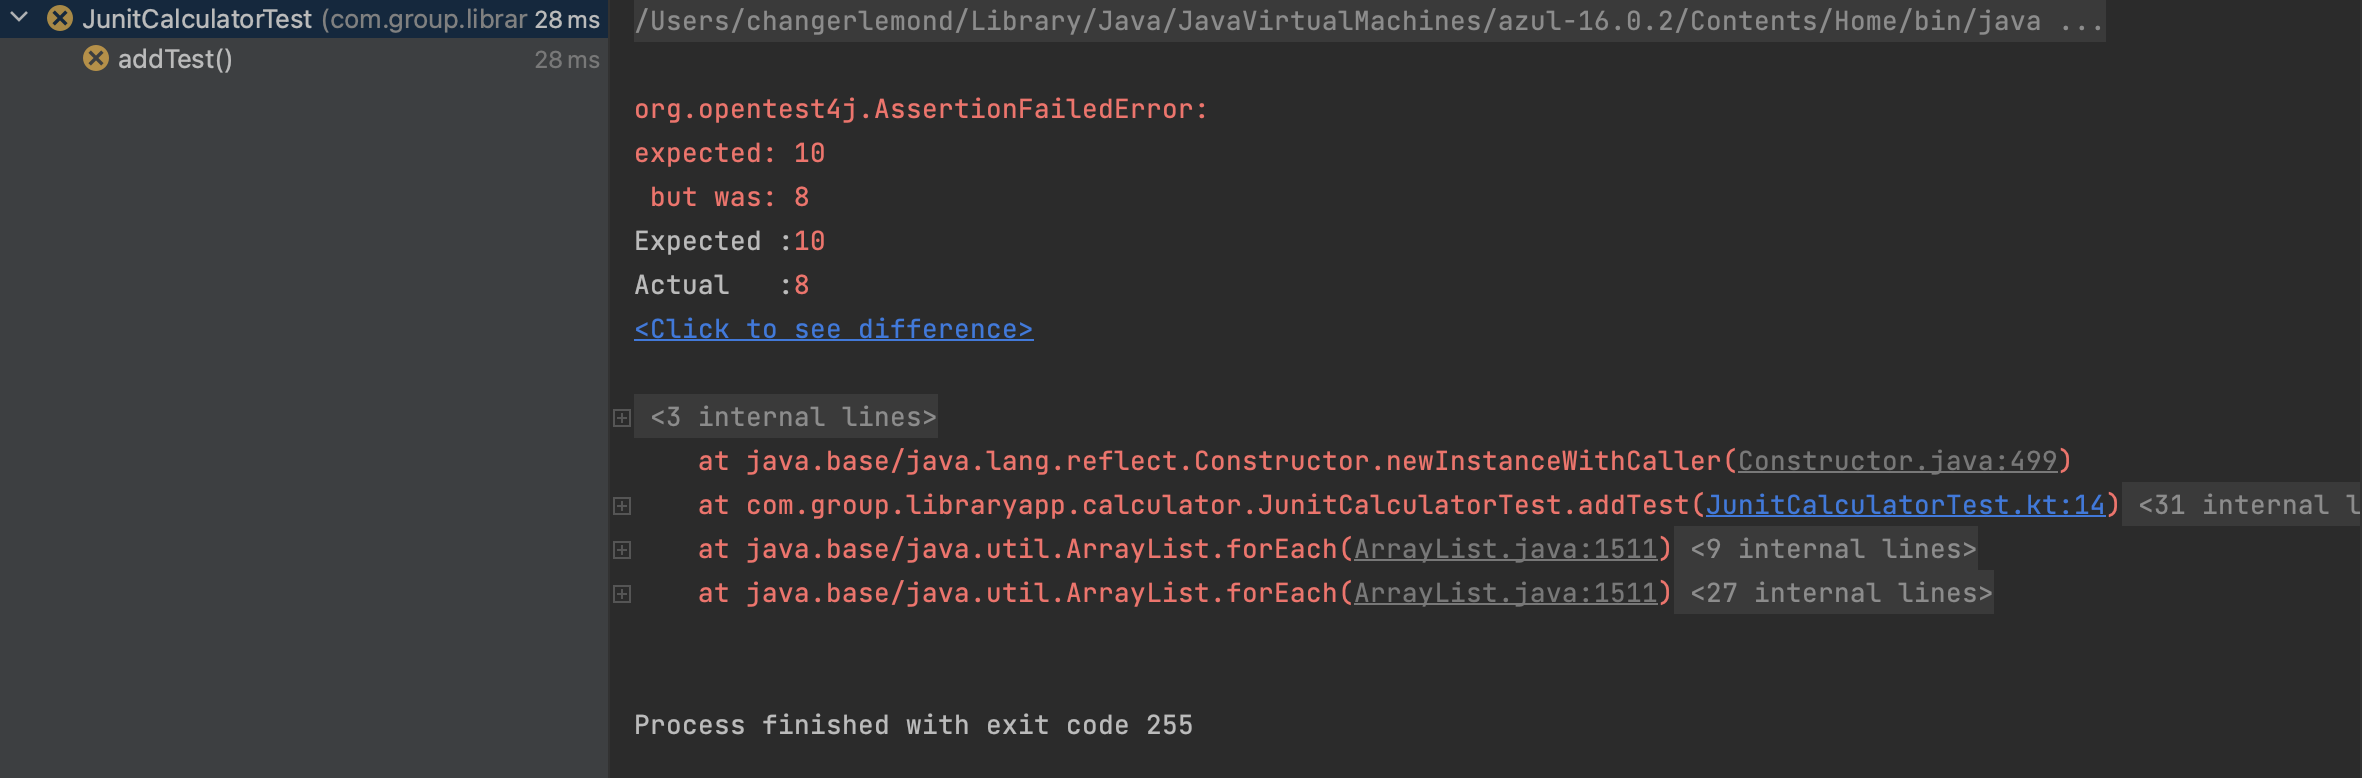 JunitCalculatorTest (com.group.librar 28 ms
addTest() 28 ms
/Users/changerlemond/Library/Java/JavaVirtualMachines/azul-16.0.2/Contents/Home/bin/java ...
org.opentest4j.AssertionFailedError:
expected: 10
 but was: 8
Expected :10
Actual   :8
<Click to see difference>
<3 internal lines>
at java.base/java.lang.reflect.Constructor.newInstanceWithCaller(Constructor.java:499)
at com.group.libraryapp.calculator.JunitCalculatorTest.addTest(JunitCalculatorTest.kt:14) <31 internal l
at java.base/java.util.ArrayList.forEach(ArrayList.java:1511) <9 internal lines>
at java.base/java.util.ArrayList.forEach(ArrayList.java:1511) <27 internal lines>
Process finished with exit code 255